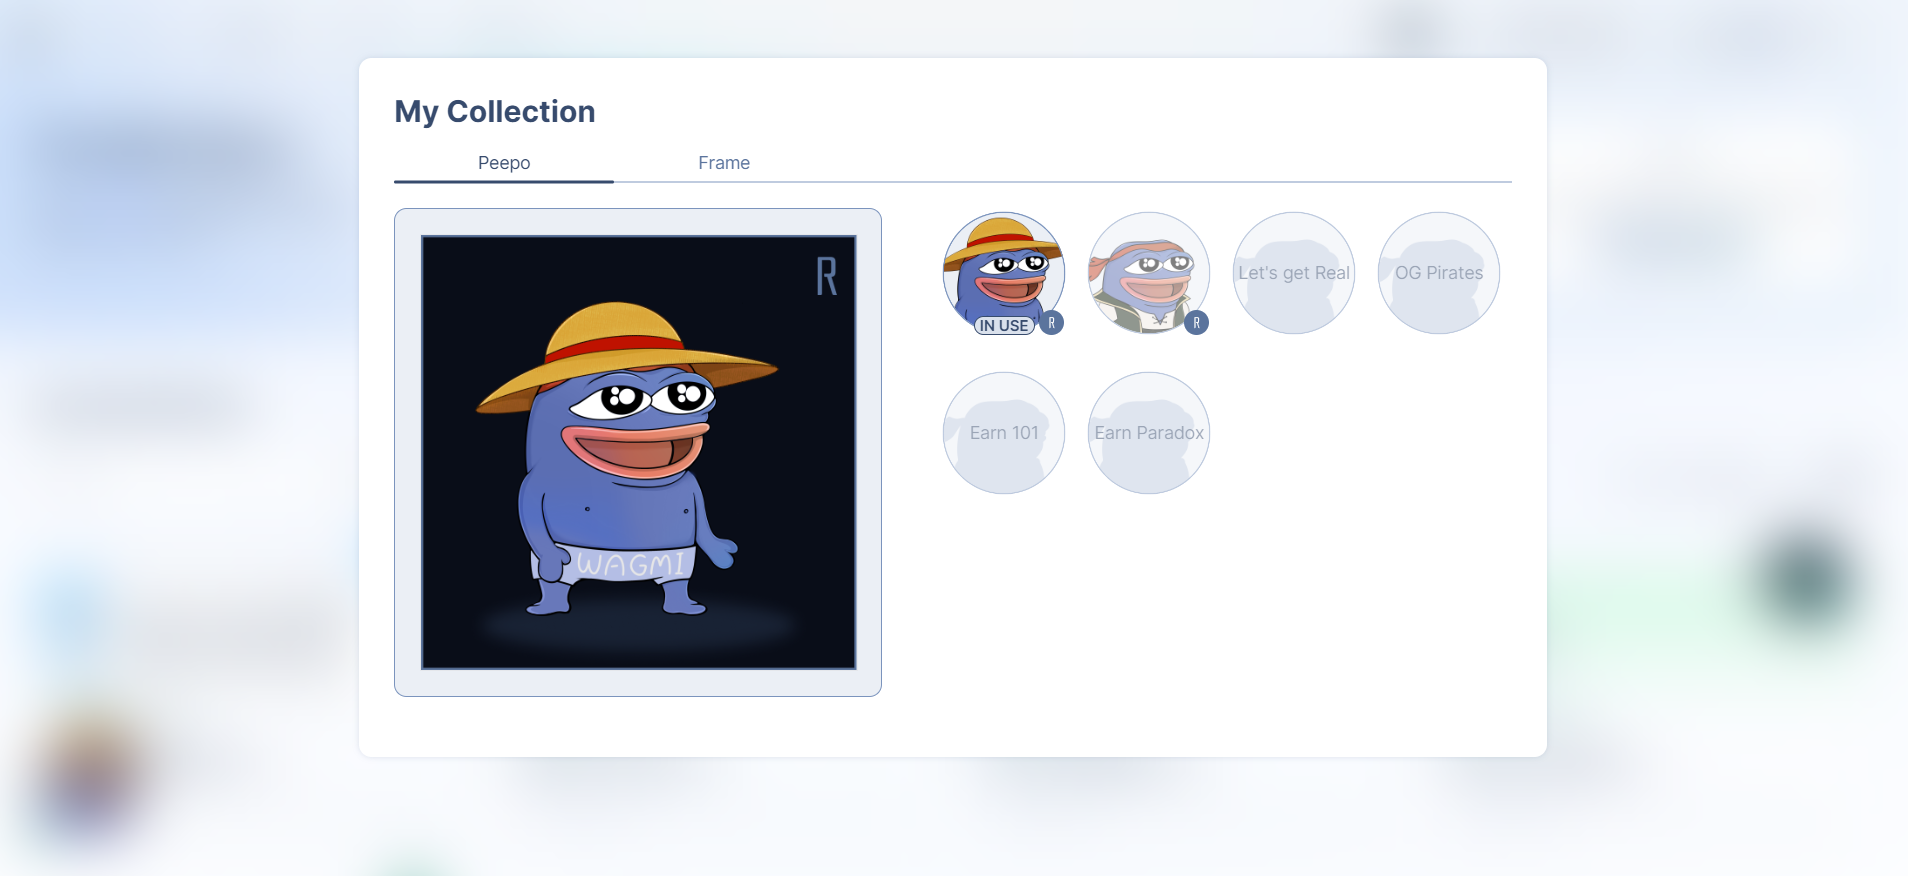 My Collection
Peepo
Frame
R
WAGMI
IN USE
R
R
Let's get Real
OG Pirates
Earn 101
Earn Paradox